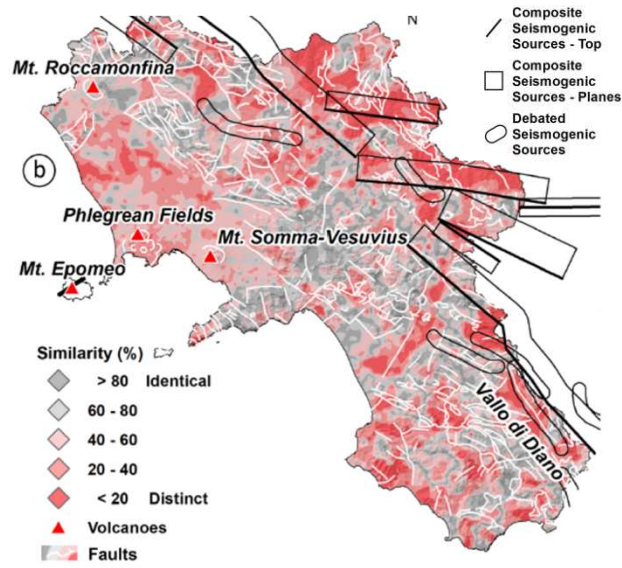 N
Composite
Seismogenic
Sources - Top
Composite
Seismogenic
Sources - Planes
Debated
Seismogenic
Sources
Mt. Roccamonfina
b
Phlegrean Fields
Mt. Somma-Vesuvius
Mt. Epomeo
Vallo di Diano
Similarity (%)
> 80 Identical
60 - 80
40 - 60
20 - 40
< 20 Distinct
Volcanoes
Faults